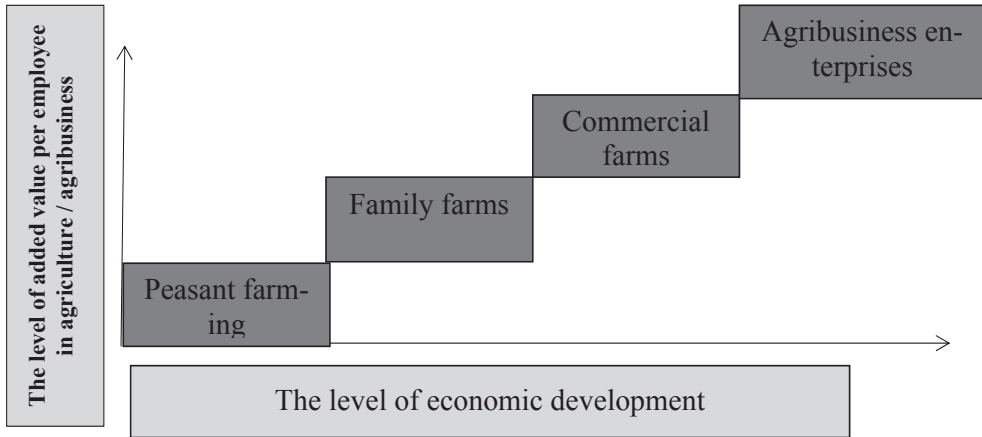 The level of added value per employee
in agriculture / agribusiness
Agribusiness en-
terprises
Commercial
farms
Family farms
Peasant farm-
ing
The level of economic development